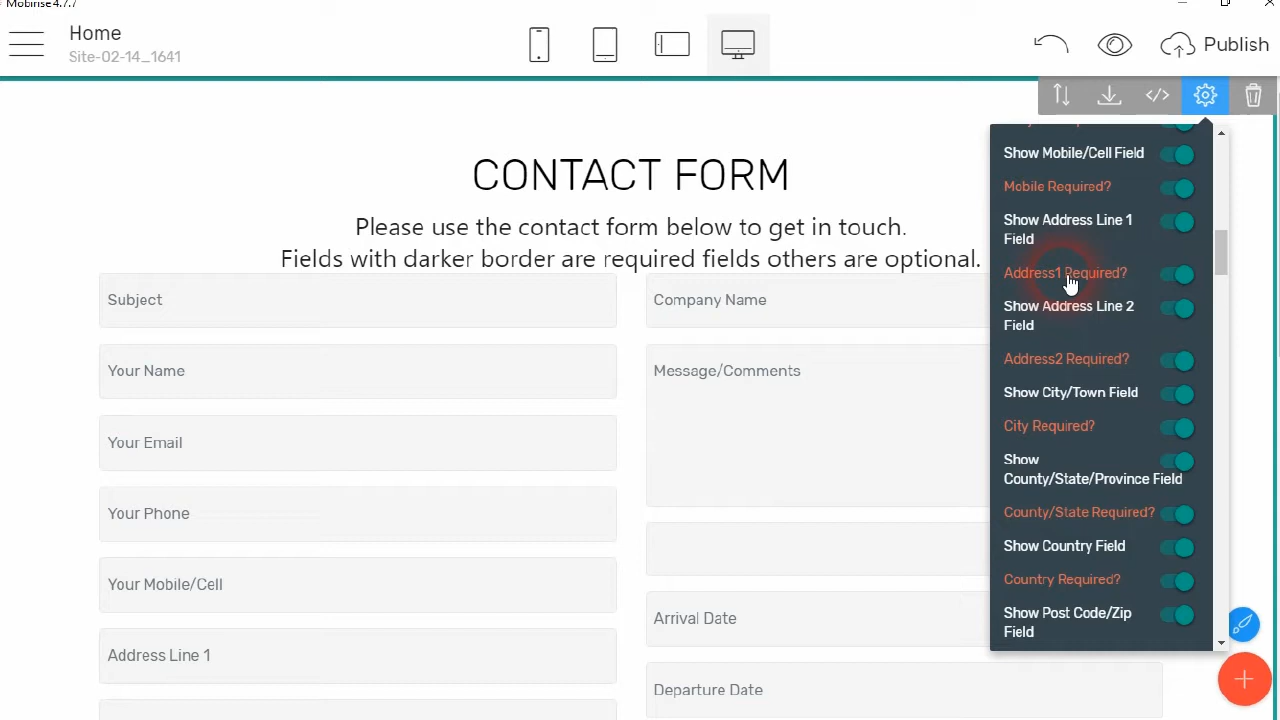 Mobirise 4.7.7
Home
Site-02-14_1641
Publish
CONTACT FORM
Please use the contact form below to get in touch.
Fields with darker border are required fields others are optional.
Subject
Your Name
Your Email
Your Phone
Your Mobile/Cell
Address Line 1
Company Name
Message/Comments
Arrival Date
Departure Date
Show Mobile/Cell Field
Mobile Required?
Show Address Line 1
Field
Address1 Required?
Show Address Line 2
Field
Address2 Required?
Show City/Town Field
City Required?
Show
County/State/Province Field
County/State Required?
Show Country Field
Country Required?
Show Post Code/Zip
Field